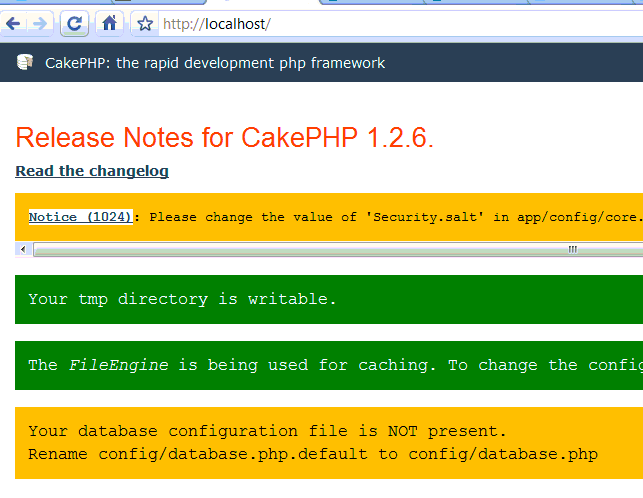 http://localhost/
CakePHP: the rapid development php framework
Release Notes for CakePHP 1.2.6.
Read the changelog
Notice (1024): Please change the value of 'Security.salt' in app/config/core.
Your tmp directory is writable.
The FileEngine is being used for caching. To change the config
Your database configuration file is NOT present.
Rename config/database.php.default to config/database.php